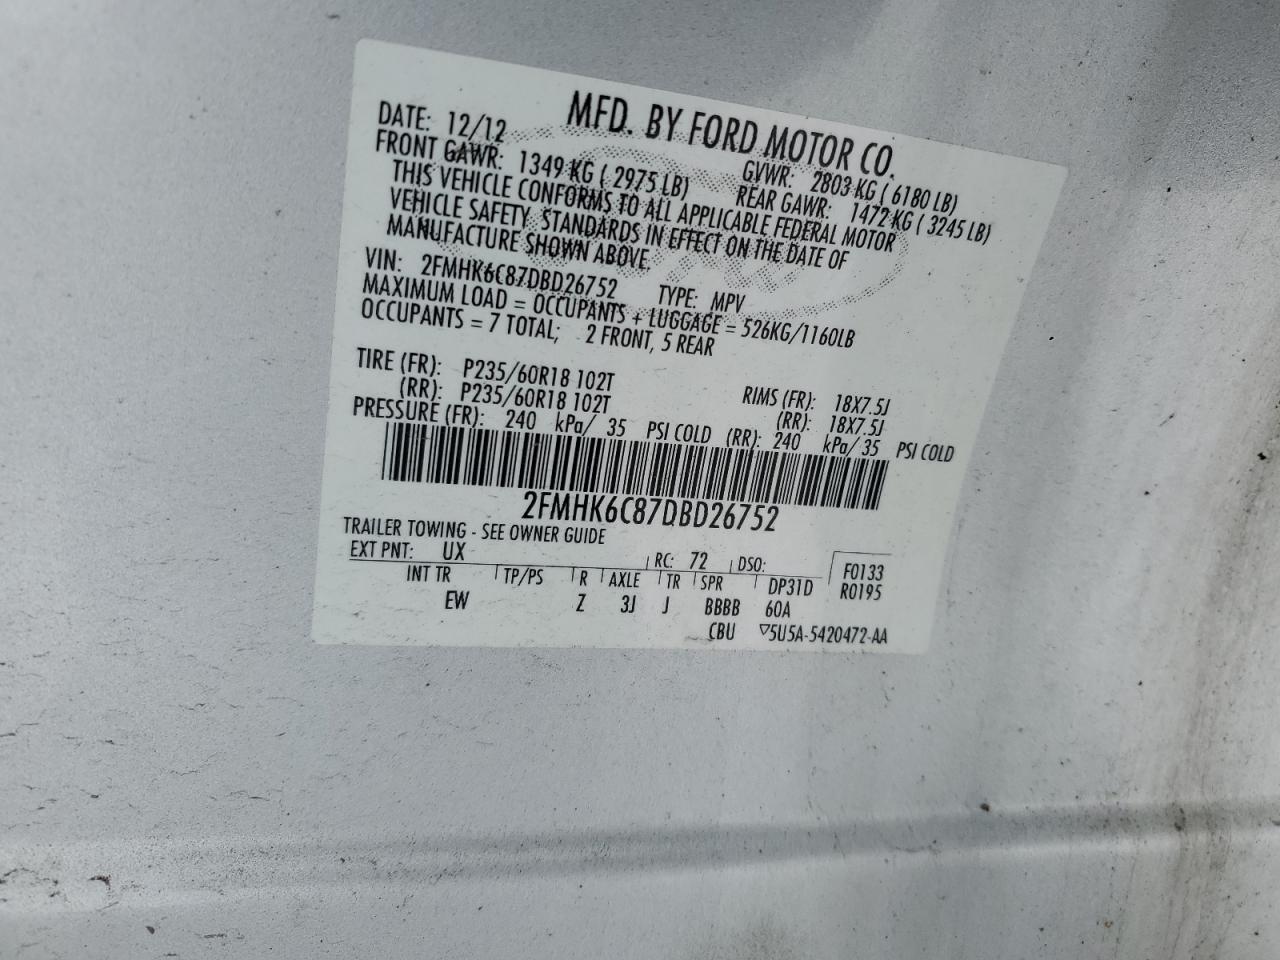 MFD. BY FORD MOTOR CO.
DATE: 12/12 GVWR: 2803 KG ( 6180 LB)
FRONT GAWR: 1349 KG ( 2975 LB) REAR GAWR: 1472 KG ( 3245 LB)
THIS VEHICLE CONFORMS TO ALL APPLICABLE FEDERAL MOTOR
VEHICLE SAFETY STANDARDS IN EFFECT ON THE DATE OF
MANUFACTURE SHOWN ABOVE.
VIN: 2FMHK6C87DBD26752 TYPE: MPV
MAXIMUM LOAD = OCCUPANTS + LUGGAGE = 526KG/1160LB
OCCUPANTS = 7 TOTAL; 2 FRONT, 5 REAR
TIRE (FR): P235/60R18 102T RIMS (FR): 18X7.5J
(RR): P235/60R18 102T (RR): 18X7.5J
PRESSURE (FR): 240 kPa/ 35 PSI COLD (RR): 240 kPa/ 35 PSI COLD
2FMHK6C87DBD26752
TRAILER TOWING - SEE OWNER GUIDE
EXT PNT: UX RC: 72 DSO: F0133
INT TR TP/PS R AXLE TR SPR DP31D R0195
EW Z 3J J BBBB 60A
CBU ▽5U5A-5420472-AA